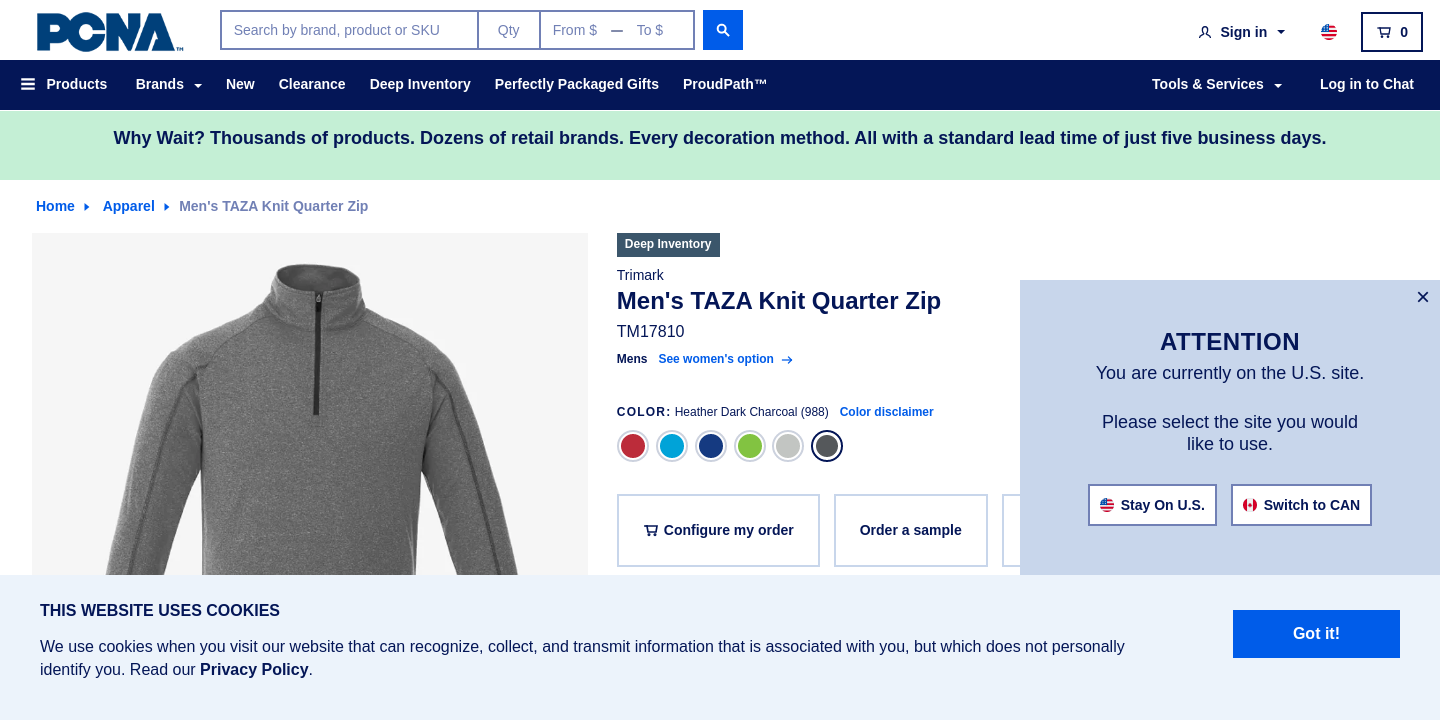 PCNA™
Search by brand, product or SKU
Qty
From $ — To $
Sign in
0
Products
Brands
New
Clearance
Deep Inventory
Perfectly Packaged Gifts
ProudPath™
Tools & Services
Log in to Chat
Why Wait? Thousands of products. Dozens of retail brands. Every decoration method. All with a standard lead time of just five business days.
Home Apparel Men's TAZA Knit Quarter Zip
Deep Inventory
Trimark
Men's TAZA Knit Quarter Zip
TM17810
Mens See women's option
COLOR: Heather Dark Charcoal (988) Color disclaimer
Configure my order
Order a sample
ATTENTION
You are currently on the U.S. site.
Please select the site you would
like to use.
Stay On U.S.
Switch to CAN
THIS WEBSITE USES COOKIES
We use cookies when you visit our website that can recognize, collect, and transmit information that is associated with you, but which does not personally
identify you. Read our Privacy Policy.
Got it!